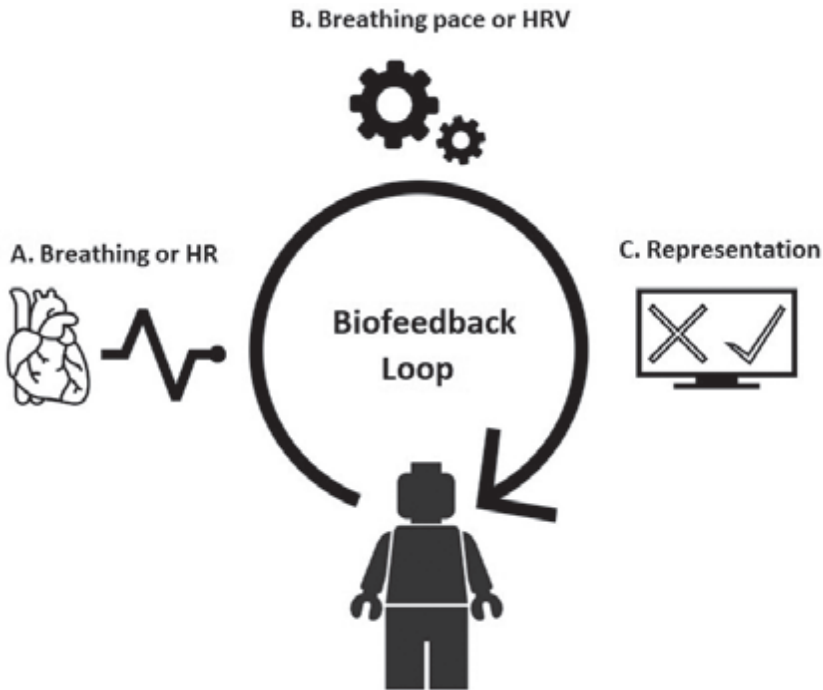 B. Breathing pace or HRV
A. Breathing or HR
C. Representation
Biofeedback
Loop